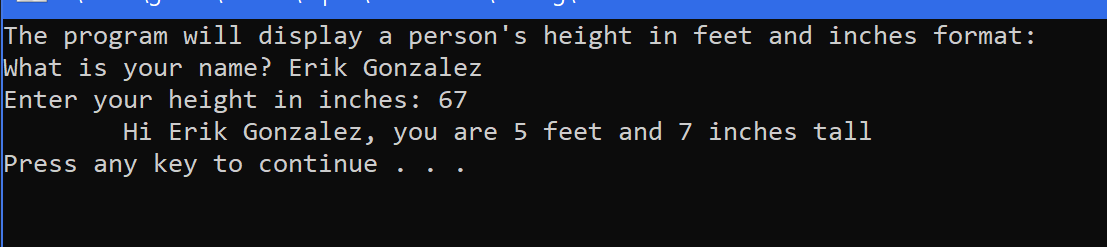 The program will display a person's height in feet and inches format:
What is your name? Erik Gonzalez
Enter your height in inches: 67
        Hi Erik Gonzalez, you are 5 feet and 7 inches tall
Press any key to continue . . .